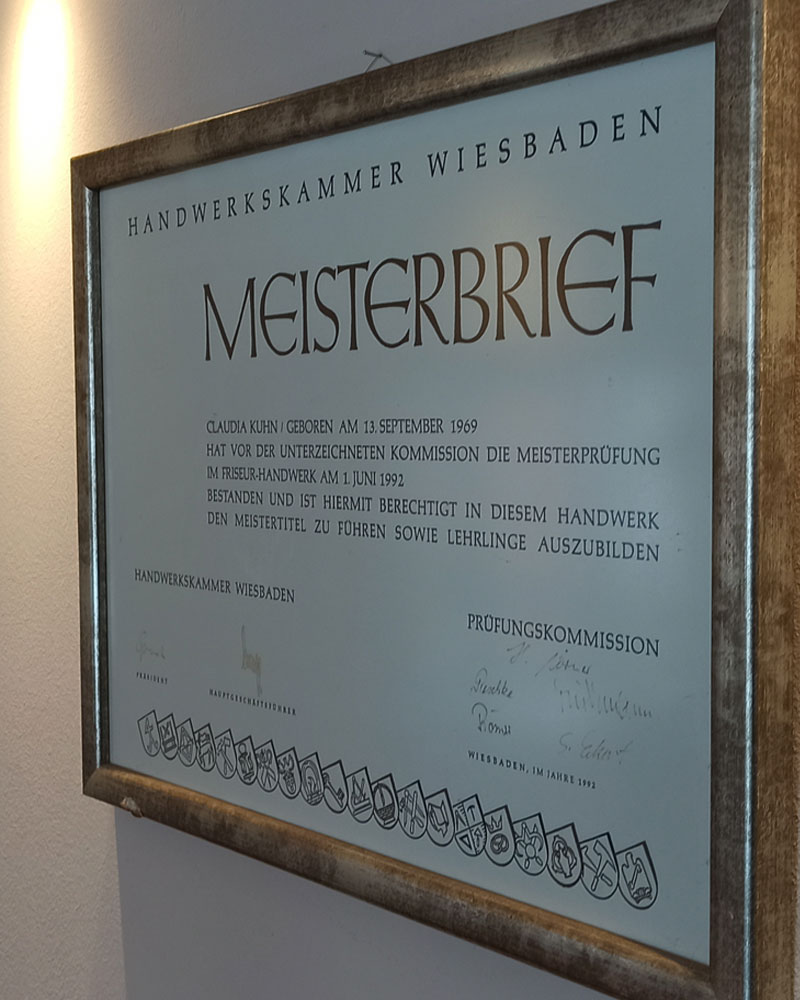 HANDWERKSKAMMER WIESBADEN
MEISTERBRIEF
CLAUDIA KUHN / GEBOREN AM 13. SEPTEMBER 1969
HAT VOR DER UNTERZEICHNETEN KOMMISSION DIE MEISTERPRÜFUNG
IM FRISEUR-HANDWERK AM 1. JUNI 1992
BESTANDEN UND IST HIERMIT BERECHTIGT IN DIESEM HANDWERK
DEN MEISTERTITEL ZU FÜHREN SOWIE LEHRLINGE AUSZUBILDEN
HANDWERKSKAMMER WIESBADEN
PRÄSIDENT
HAUPTGESCHÄFTSFÜHRER
PRÜFUNGSKOMMISSION
Römer
S. Eckert
WIESBADEN, IM JAHRE 1992